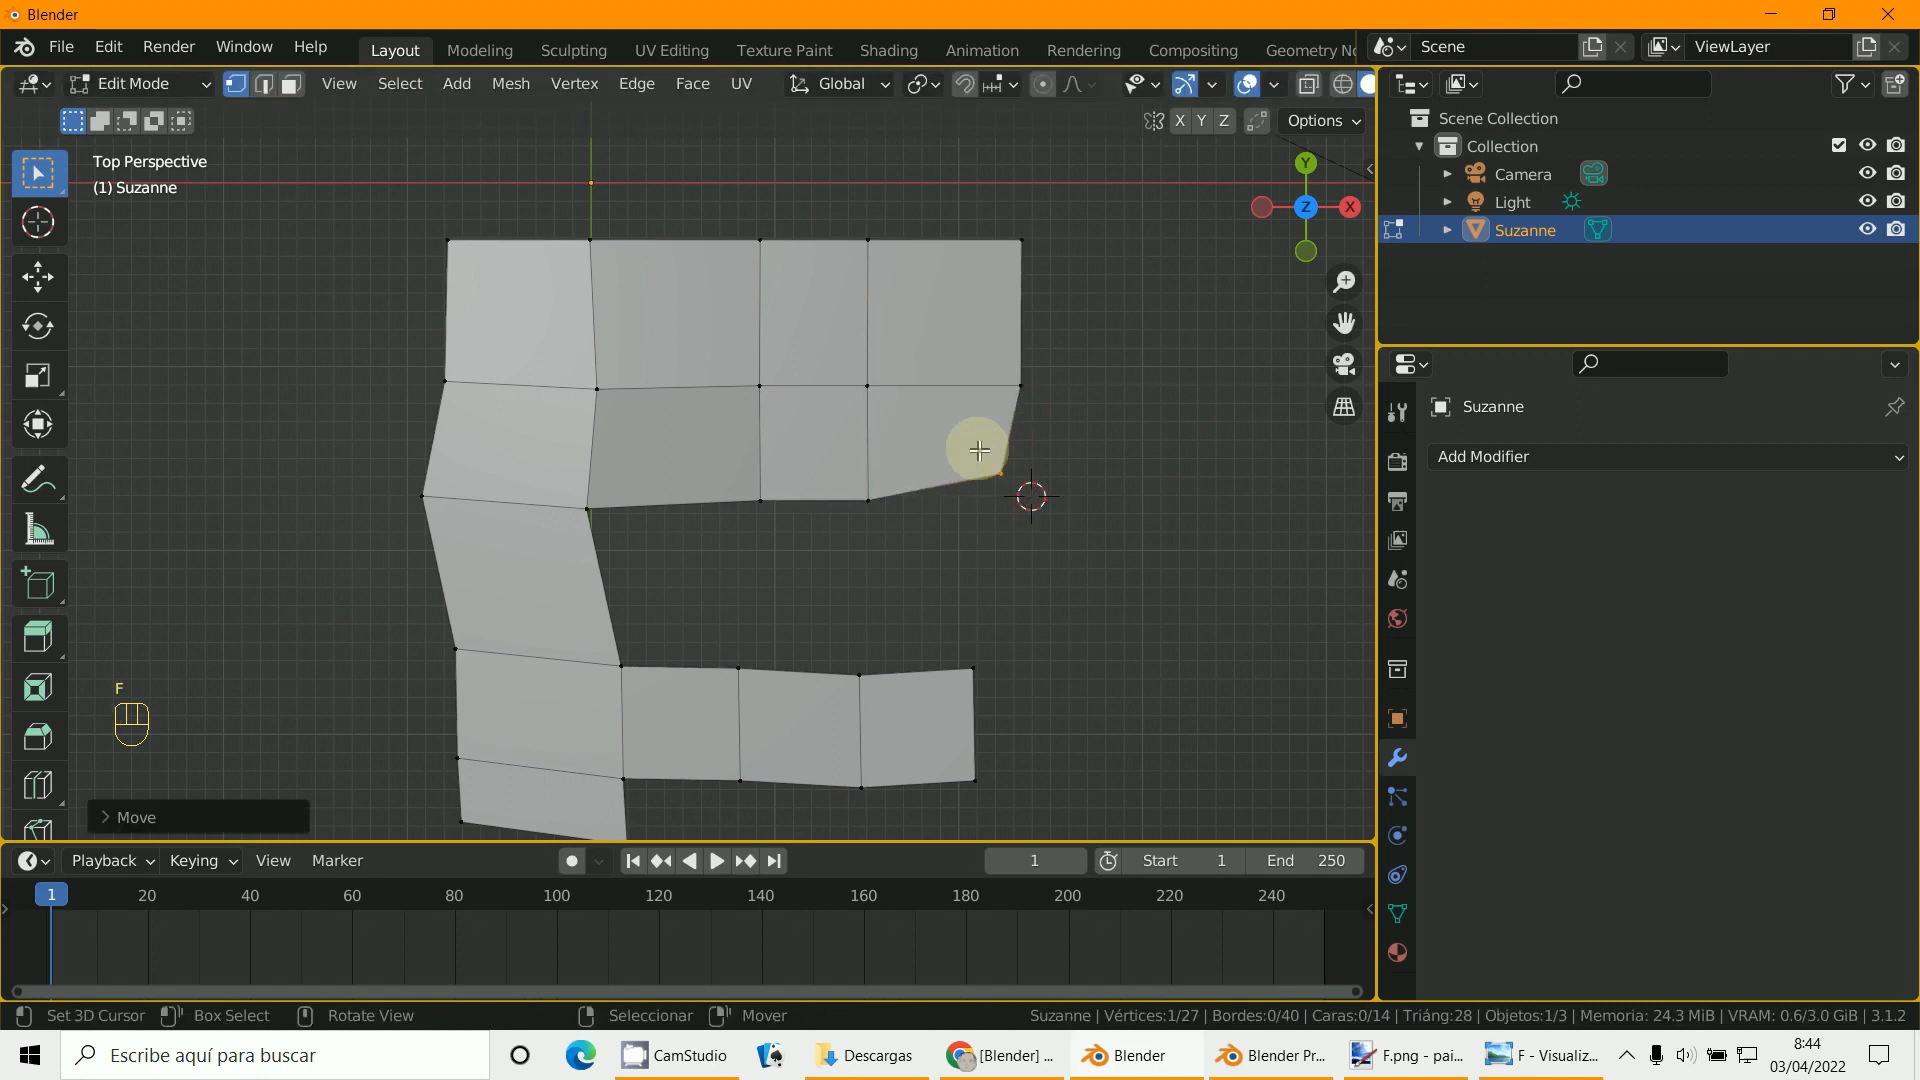 Blender
File Edit Render Window Help Layout Modeling Sculpting UV Editing Texture Paint Shading Animation Rendering Compositing Geometry No Scene ViewLayer
Edit Mode View Select Add Mesh Vertex Edge Face UV Global
X Y Z Options
Top Perspective
(1) Suzanne
Y
Z X
Scene Collection
Collection
Camera
Light
Suzanne
Suzanne
Add Modifier
F
Move
Playback Keying View Marker 1 Start 1 End 250
1 20 40 60 80 100 120 140 160 180 200 220 240
Set 3D Cursor Box Select Rotate View Seleccionar Mover Suzanne | Vértices:1/27 | Bordes:0/40 | Caras:0/14 | Triáng:28 | Objetos:1/3 | Memoria: 24.3 MiB | VRAM: 0.6/3.0 GiB | 3.1.2
Escribe aquí para buscar CamStudio Descargas [Blender] ... Blender Blender Pr... F.png - pai... F - Visualiz... 8:44
03/04/2022